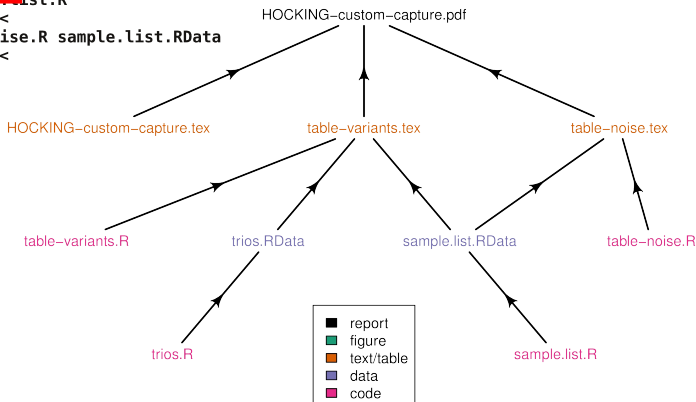 HOCKING−custom−capture.pdf
<
ise.R sample.list.RData
<
HOCKING−custom−capture.tex table−variants.tex table−noise.tex
table−variants.R trios.RData sample.list.RData table−noise.R
trios.R sample.list.R
report
figure
text/table
data
code